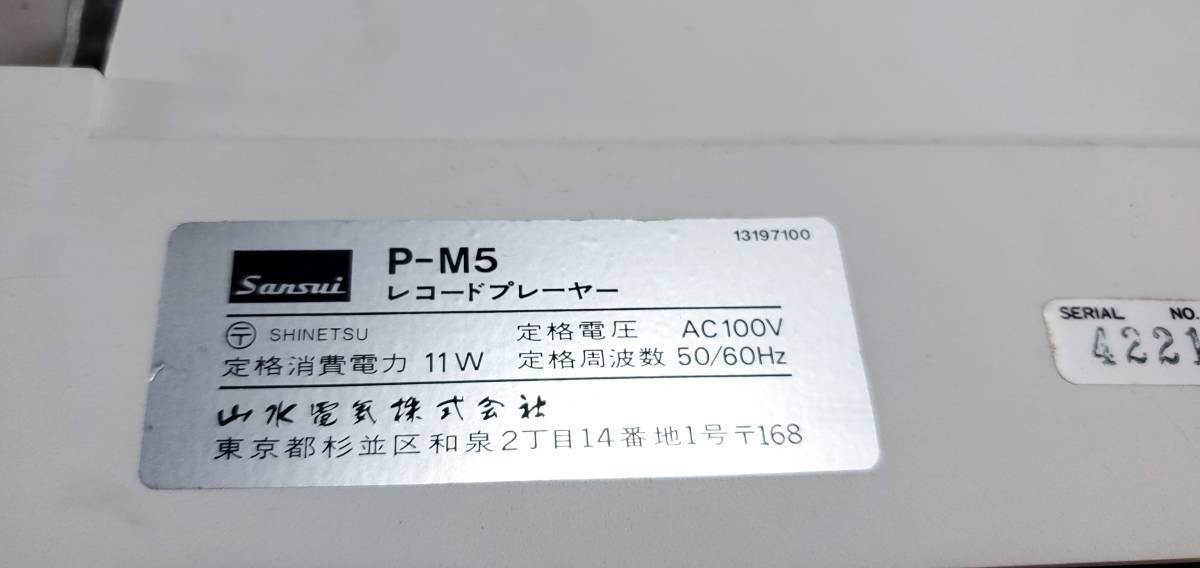 13197100
Sansui
P-M5
レコードプレーヤー
〒 SHINETSU 定格電圧 AC100V
定格消費電力 11W 定格周波数 50/60Hz
山水電気株式会社
東京都杉並区和泉2丁目14番地1号〒168
SERIAL NO.
4221